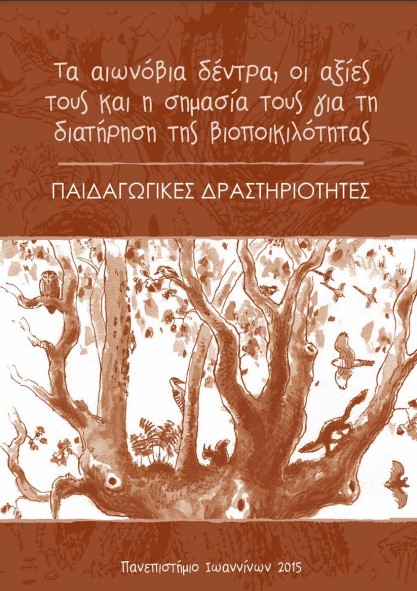 Τα αιωνόβια δέντρα, οι αξίες
τους και η σημασία τους για τη
διατήρηση της βιοποικιλότητας
ΠΑΙΔΑΓΩΓΙΚΕΣ ΔΡΑΣΤΗΡΙΟΤΗΤΕΣ
Πανεπιστήμιο Ιωαννίνων 2015